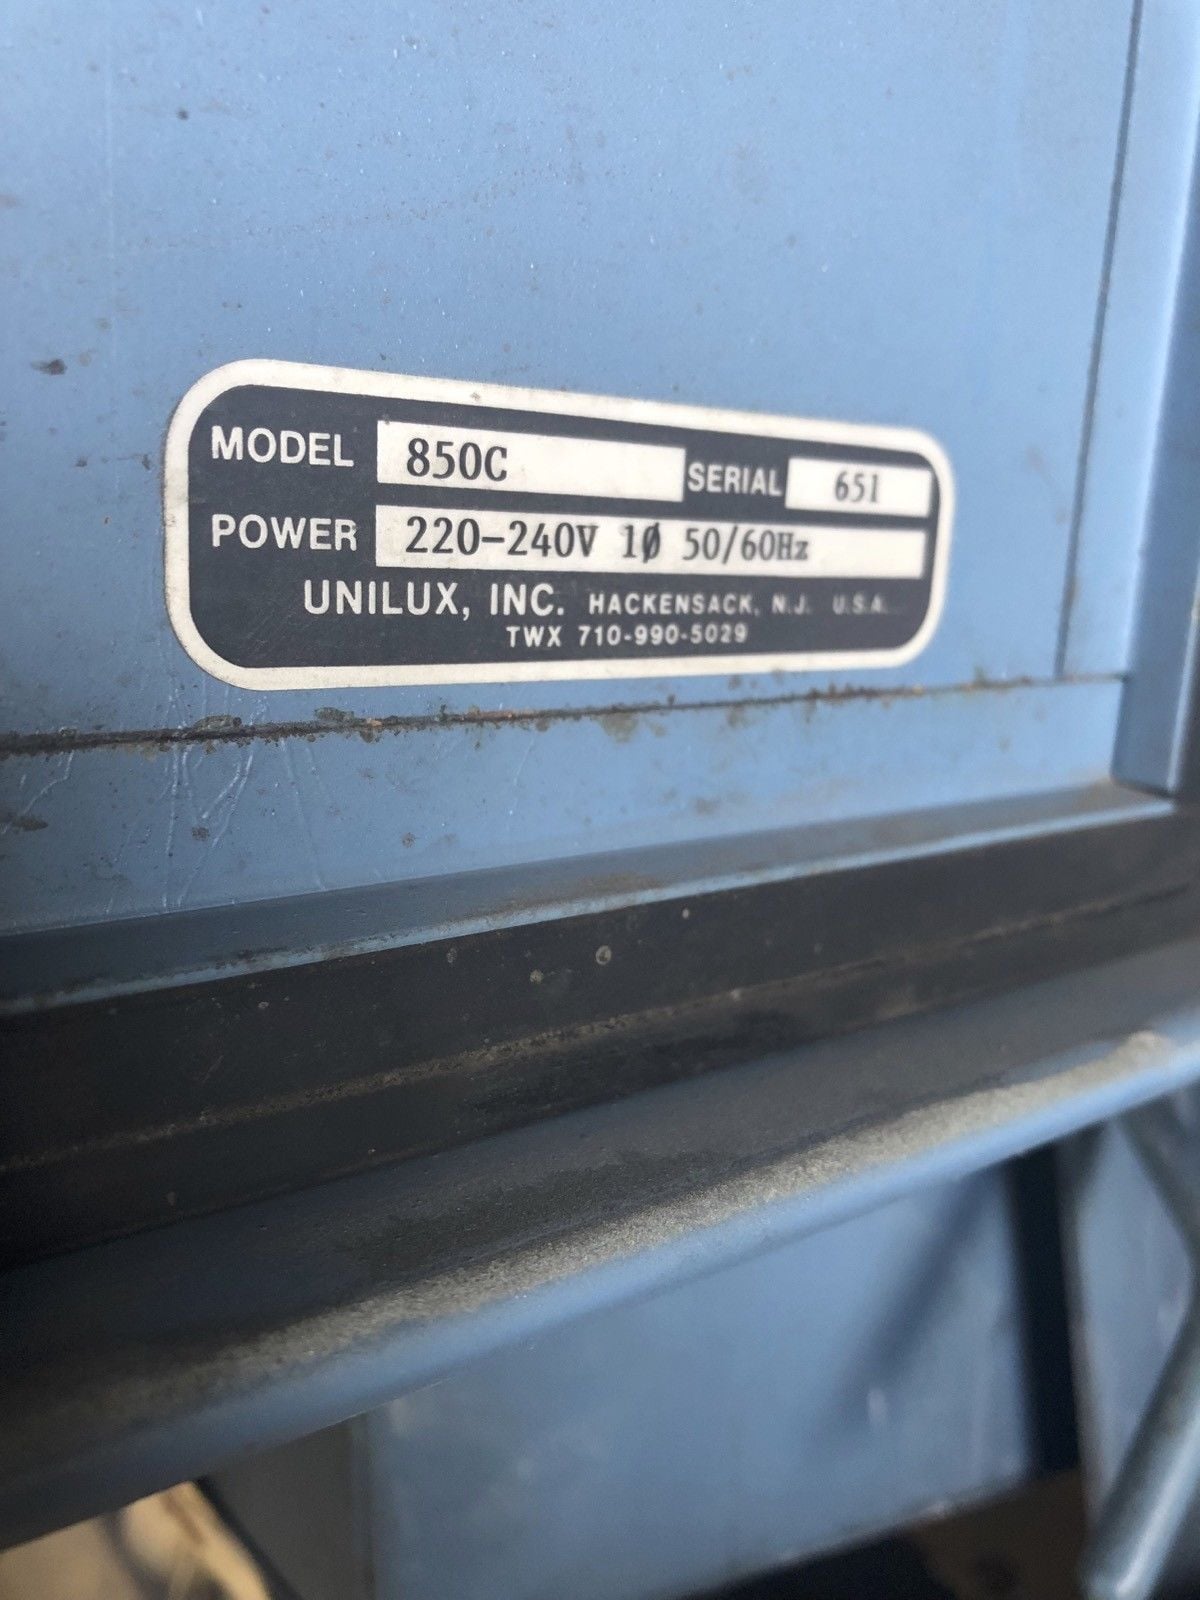 MODEL 850C SERIAL 651
POWER 220-240V 1Ø 50/60Hz
UNILUX, INC. HACKENSACK, N.J. U.S.A.
TWX 710-990-5029